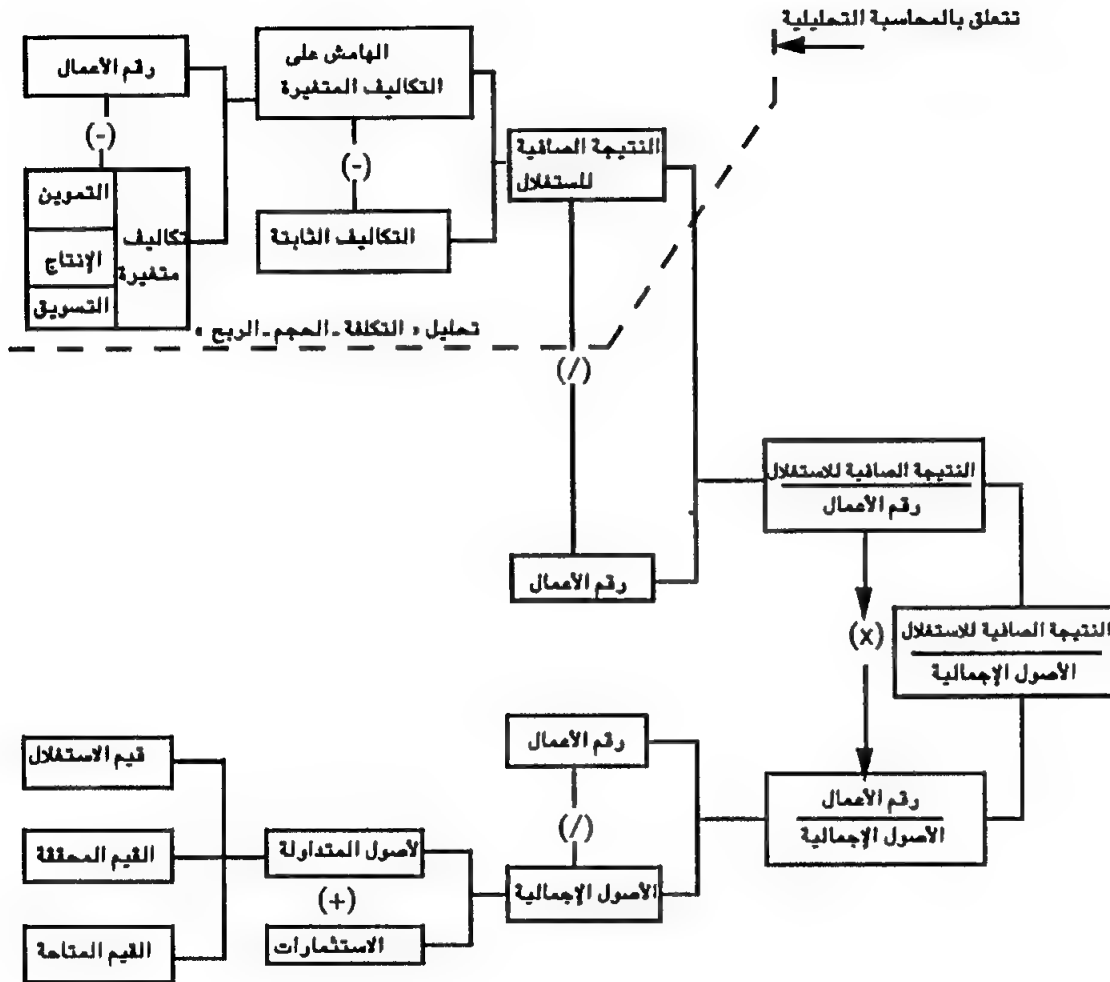 تتعلق بالمحاسبة التحليلية
رقم الأعمال
(-)
التموين
الإنتاج
التسويق
تكاليف
متغيرة
الهامش على
التكاليف المتغيرة
(-)
التكاليف الثابتة
النتيجة الصافية
للستغلال
تحليل « التكلفة ـ الحجم ـ الربح »
(/)
رقم الأعمال
النتيجة الصافية للاستغلال
رقم الأعمال
(x)
النتيجة الصافية للاستغلال
الأصول الإجمالية
رقم الأعمال
الأصول الإجمالية
رقم الأعمال
(/)
الأصول الإجمالية
لأصول المتداولة
(+)
الاستثمارات
قيم الاستغلال
القيم المحققة
القيم المتاحة